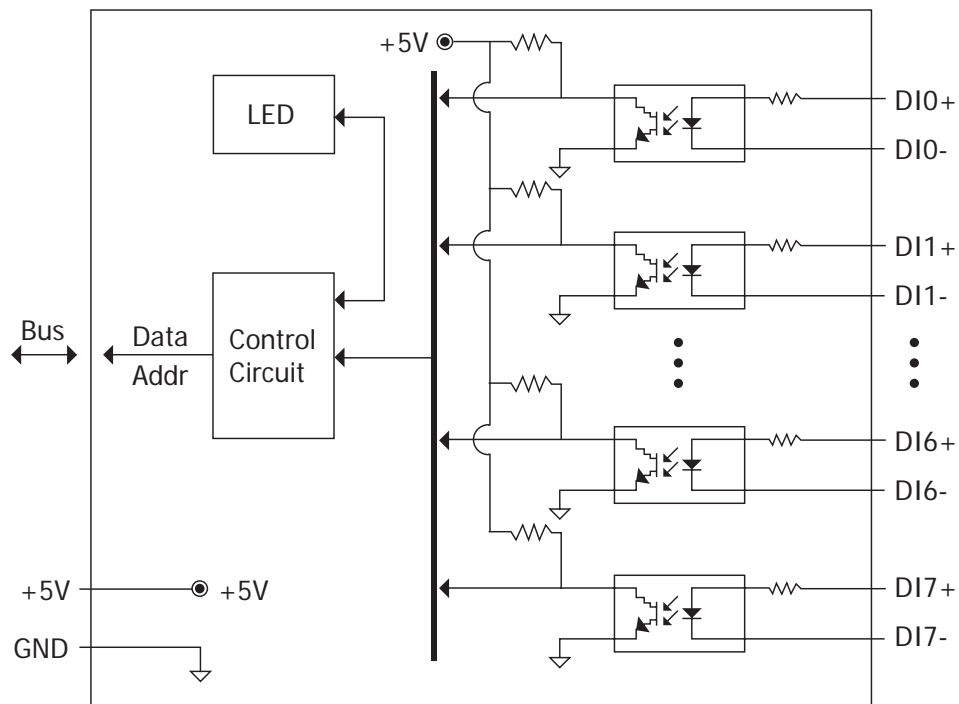 +5V
LED
DI0+
DI0-
DI1+
DI1-
Bus
Data
Addr
Control
Circuit
DI6+
DI6-
+5V
+5V
DI7+
DI7-
GND